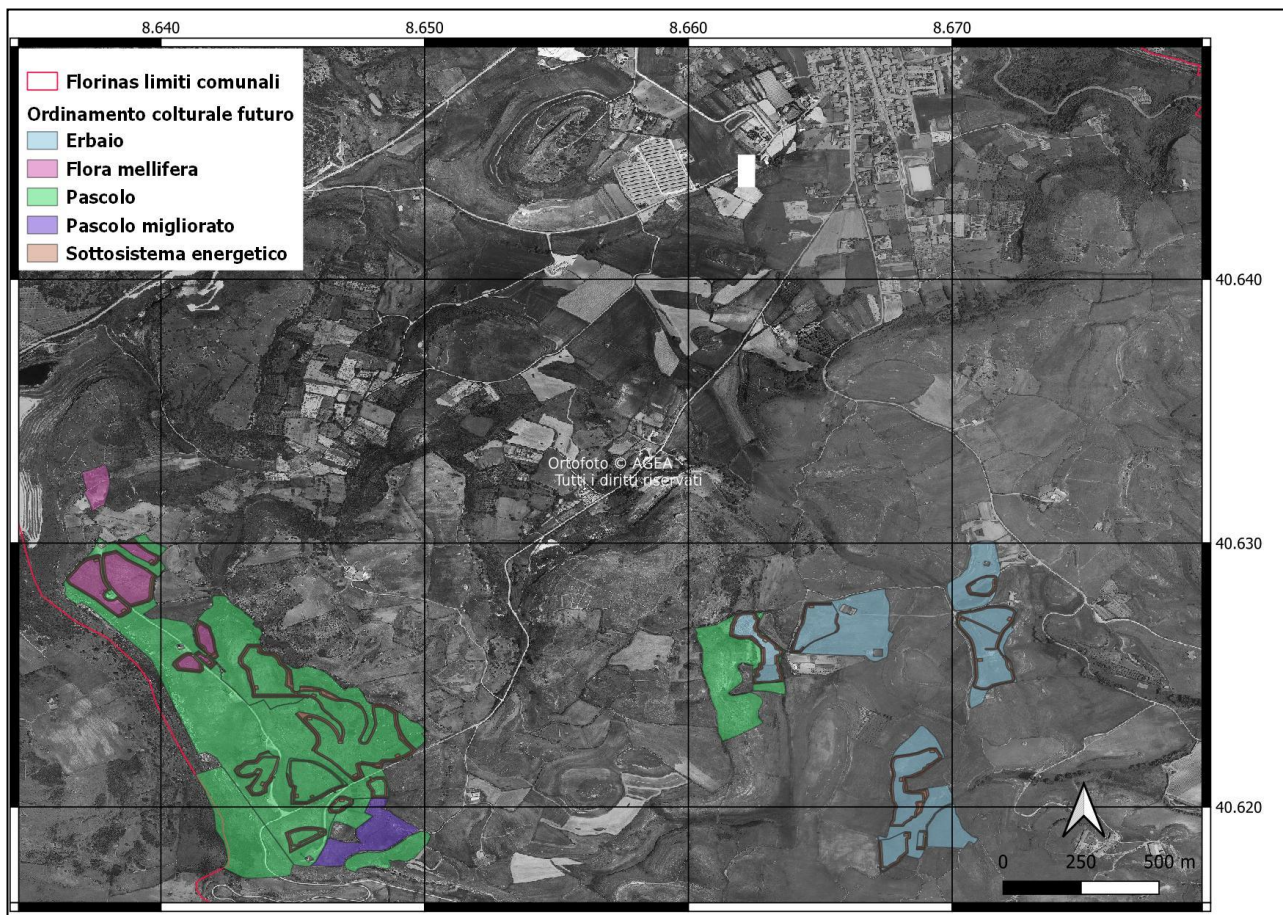 8.640 8.650 8.660 8.670
Florinas limiti comunali
Ordinamento colturale futuro
Erbaio
Flora mellifera
Pascolo
Pascolo migliorato
Sottosistema energetico
40.640
Ortofoto © AGEA
Tutti i diritti riservati
40.630
40.620
0 250 500 m